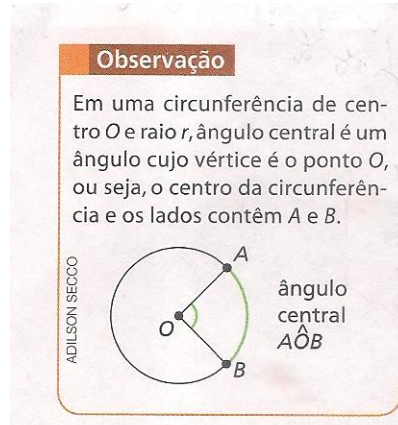 Observação
Em uma circunferência de cen-
tro O e raio r, ângulo central é um
ângulo cujo vértice é o ponto O,
ou seja, o centro da circunferên-
cia e os lados contêm A e B.
ADILSON SECCO
A
O
B
ângulo
central
AÔB